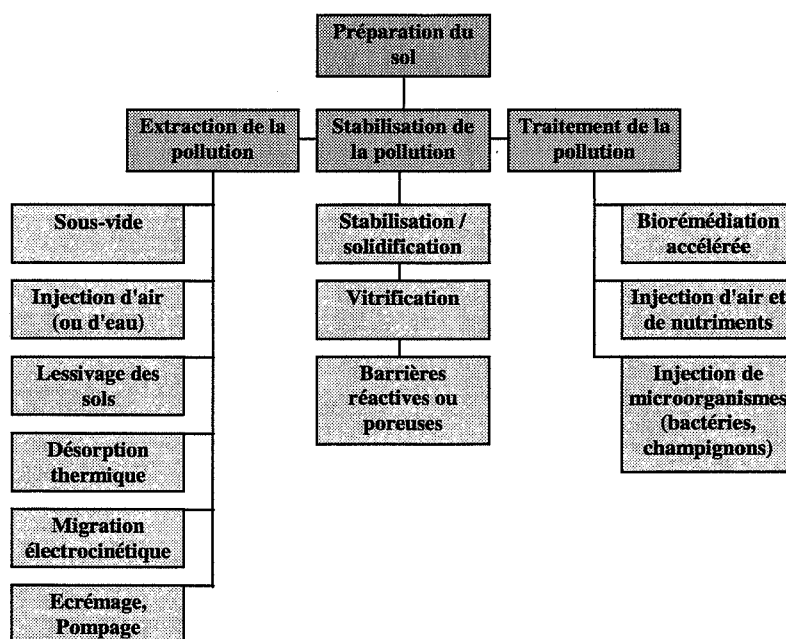 Préparation du
sol
Extraction de la
pollution
Stabilisation de
la pollution
Traitement de la
pollution
Sous-vide
Injection d'air
(ou d'eau)
Lessivage des
sols
Désorption
thermique
Migration
électrocinétique
Ecrémage,
Pompage
Stabilisation /
solidification
Vitrification
Barrières
réactives ou
poreuses
Biorémédiation
accélérée
Injection d'air et
de nutriments
Injection de
microorganismes
(bactéries,
champignons)